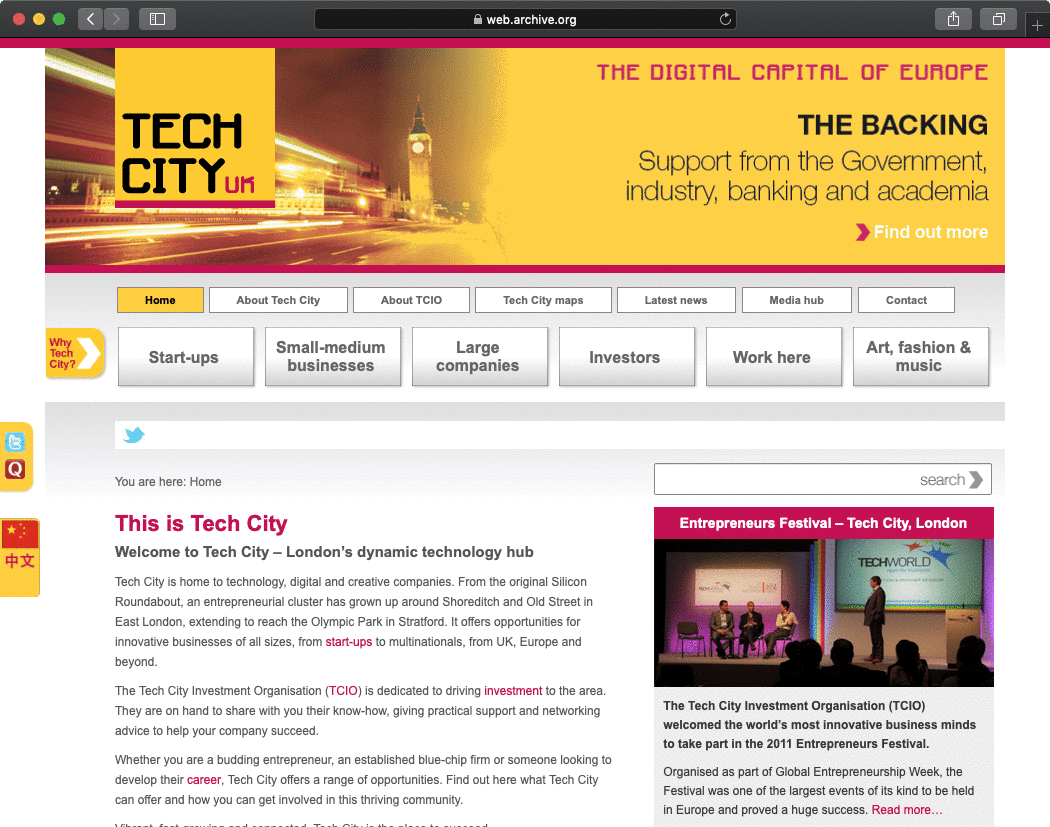 web.archive.org
TECH
CITY UK
THE DIGITAL CAPITAL OF EUROPE
THE BACKING
Support from the Government,
industry, banking and academia
Find out more
Home
About Tech City
About TCIO
Tech City maps
Latest news
Media hub
Contact
Why
Tech
City?
Start-ups
Small-medium
businesses
Large
companies
Investors
Work here
Art, fashion &
music
Q
中文
You are here: Home
search
This is Tech City
Welcome to Tech City – London’s dynamic technology hub
Tech City is home to technology, digital and creative companies. From the original Silicon
Roundabout, an entrepreneurial cluster has grown up around Shoreditch and Old Street in
East London, extending to reach the Olympic Park in Stratford. It offers opportunities for
innovative businesses of all sizes, from start-ups to multinationals, from UK, Europe and
beyond.
The Tech City Investment Organisation (TCIO) is dedicated to driving investment to the area.
They are on hand to share with you their know-how, giving practical support and networking
advice to help your company succeed.
Whether you are a budding entrepreneur, an established blue-chip firm or someone looking to
develop their career, Tech City offers a range of opportunities. Find out here what Tech City
can offer and how you can get involved in this thriving community.
Vibrant, fast-growing and connected, Tech City is the place to succeed.
Entrepreneurs Festival – Tech City, London
TECHWORLD
The Tech City Investment Organisation (TCIO)
welcomed the world’s most innovative business minds
to take part in the 2011 Entrepreneurs Festival.
Organised as part of Global Entrepreneurship Week, the
Festival was one of the largest events of its kind to be held
in Europe and proved a huge success. Read more…